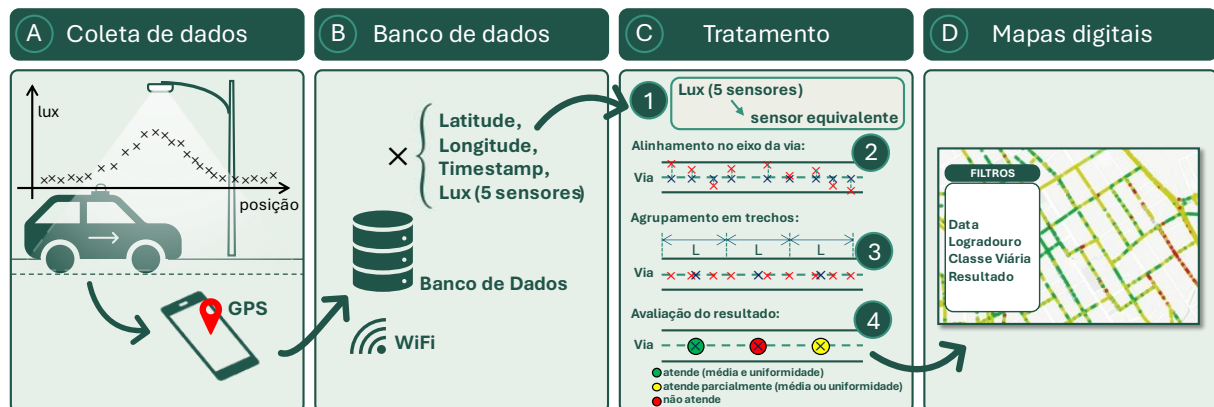 A Coleta de dados
B Banco de dados
C Tratamento
D Mapas digitais
lux
posição
GPS
Latitude,
Longitude,
Timestamp,
Lux (5 sensores)
Banco de Dados
WiFi
1
Lux (5 sensores)
sensor equivalente
Alinhamento no eixo da via:
2
Via
Agrupamento em trechos:
L L L
3
Via
Avaliação do resultado:
4
Via
atende (média e uniformidade)
atende parcialmente (média ou uniformidade)
não atende
FILTROS
Data
Logradouro
Classe Viária
Resultado